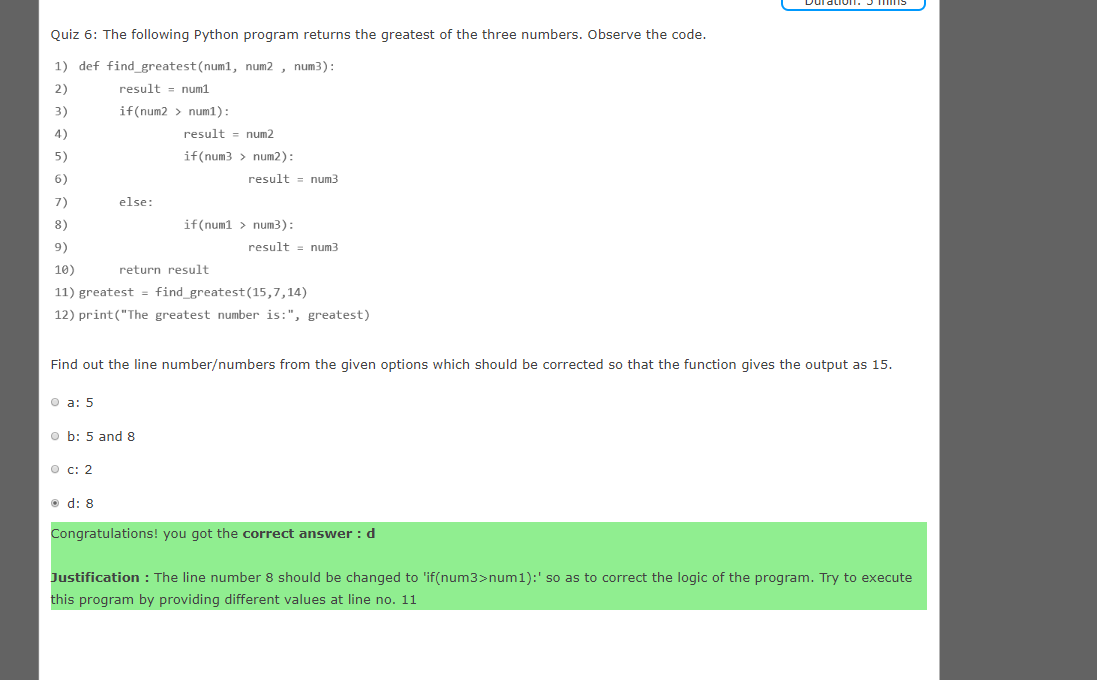 Duration: 5 mins
Quiz 6: The following Python program returns the greatest of the three numbers. Observe the code.
1) def find_greatest(num1, num2 , num3):
2) result = num1
3) if(num2 > num1):
4) result = num2
5) if(num3 > num2):
6) result = num3
7) else:
8) if(num1 > num3):
9) result = num3
10) return result
11) greatest = find_greatest(15,7,14)
12) print("The greatest number is:", greatest)
Find out the line number/numbers from the given options which should be corrected so that the function gives the output as 15.
a: 5
b: 5 and 8
c: 2
d: 8
Congratulations! you got the correct answer : d
Justification : The line number 8 should be changed to 'if(num3>num1):' so as to correct the logic of the program. Try to execute
this program by providing different values at line no. 11